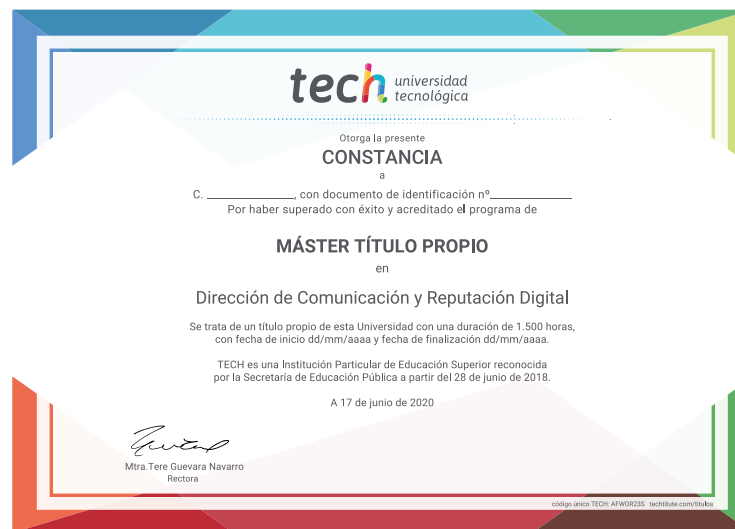 tech universidad
tecnológica
Otorga la presente
CONSTANCIA
a
C. ________________, con documento de identificación nº______________
Por haber superado con éxito y acreditado el programa de
MÁSTER TÍTULO PROPIO
en
Dirección de Comunicación y Reputación Digital
Se trata de un título propio de esta Universidad con una duración de 1.500 horas,
con fecha de inicio dd/mm/aaaa y fecha de finalización dd/mm/aaaa.
TECH es una Institución Particular de Educación Superior reconocida
por la Secretaría de Educación Pública a partir del 28 de junio de 2018.
A 17 de junio de 2020
Mtra.Tere Guevara Navarro
Rectora
código único TECH: AFWOR23S techtitute.com/titulos